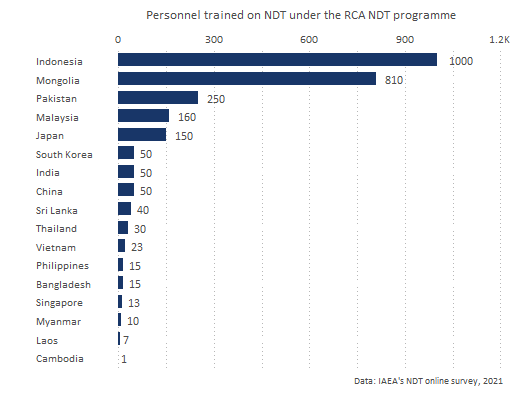 Personnel trained on NDT under the RCA NDT programme
0 300 600 900 1.2K
Indonesia 1000
Mongolia 810
Pakistan 250
Malaysia 160
Japan 150
South Korea 50
India 50
China 50
Sri Lanka 40
Thailand 30
Vietnam 23
Philippines 15
Bangladesh 15
Singapore 13
Myanmar 10
Laos 7
Cambodia 1
Data: IAEA's NDT online survey, 2021